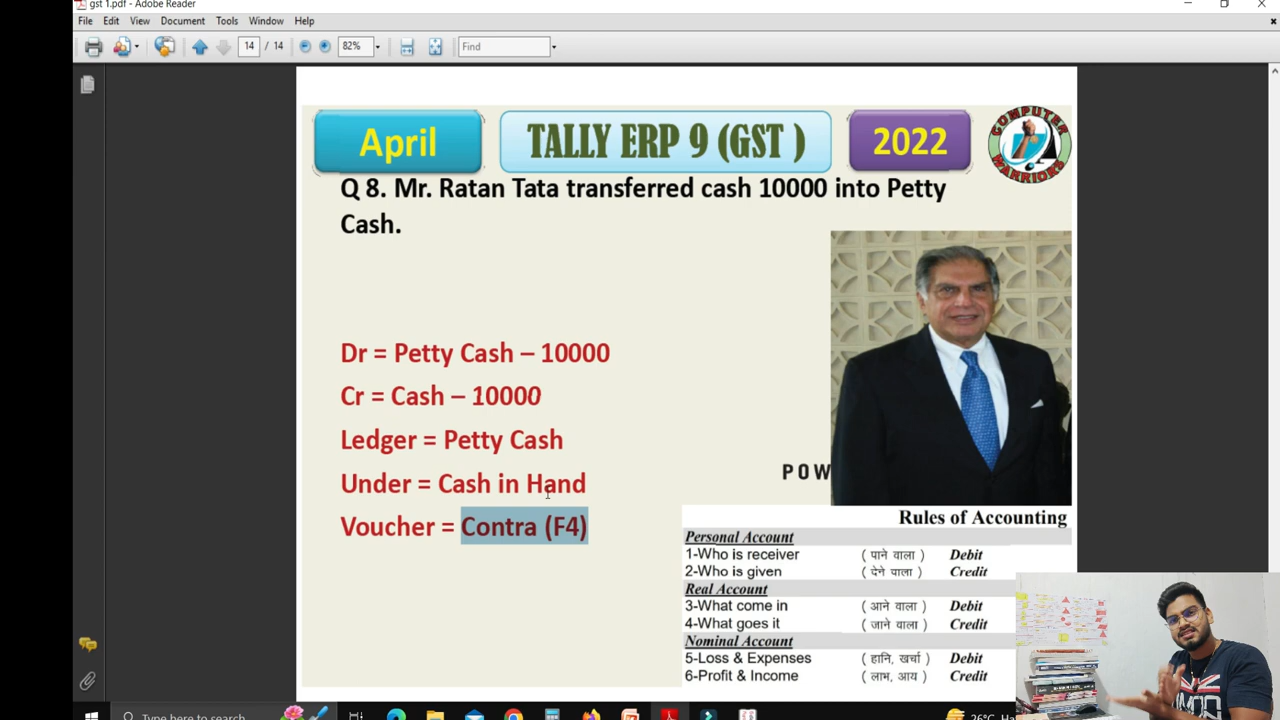 gst 1.pdf - Adobe Reader
File Edit View Document Tools Window Help
14 / 14 82% Find
April TALLY ERP 9 (GST ) 2022
COMPUTER WARRIORS
Q 8. Mr. Ratan Tata transferred cash 10000 into Petty
Cash.
Dr = Petty Cash – 10000
Cr = Cash – 10000
Ledger = Petty Cash
Under = Cash in Hand
Voucher = Contra (F4)
POW
Rules of Accounting
Personal Account
1-Who is receiver ( पाने वाला ) Debit
2-Who is given ( देने वाला ) Credit
Real Account
3-What come in ( आने वाला ) Debit
4-What goes it ( जाने वाला ) Credit
Nominal Account
5-Loss & Expenses ( हानि, खर्चा ) Debit
6-Profit & Income ( लाभ, आय ) Credit
Type here to search
26°C